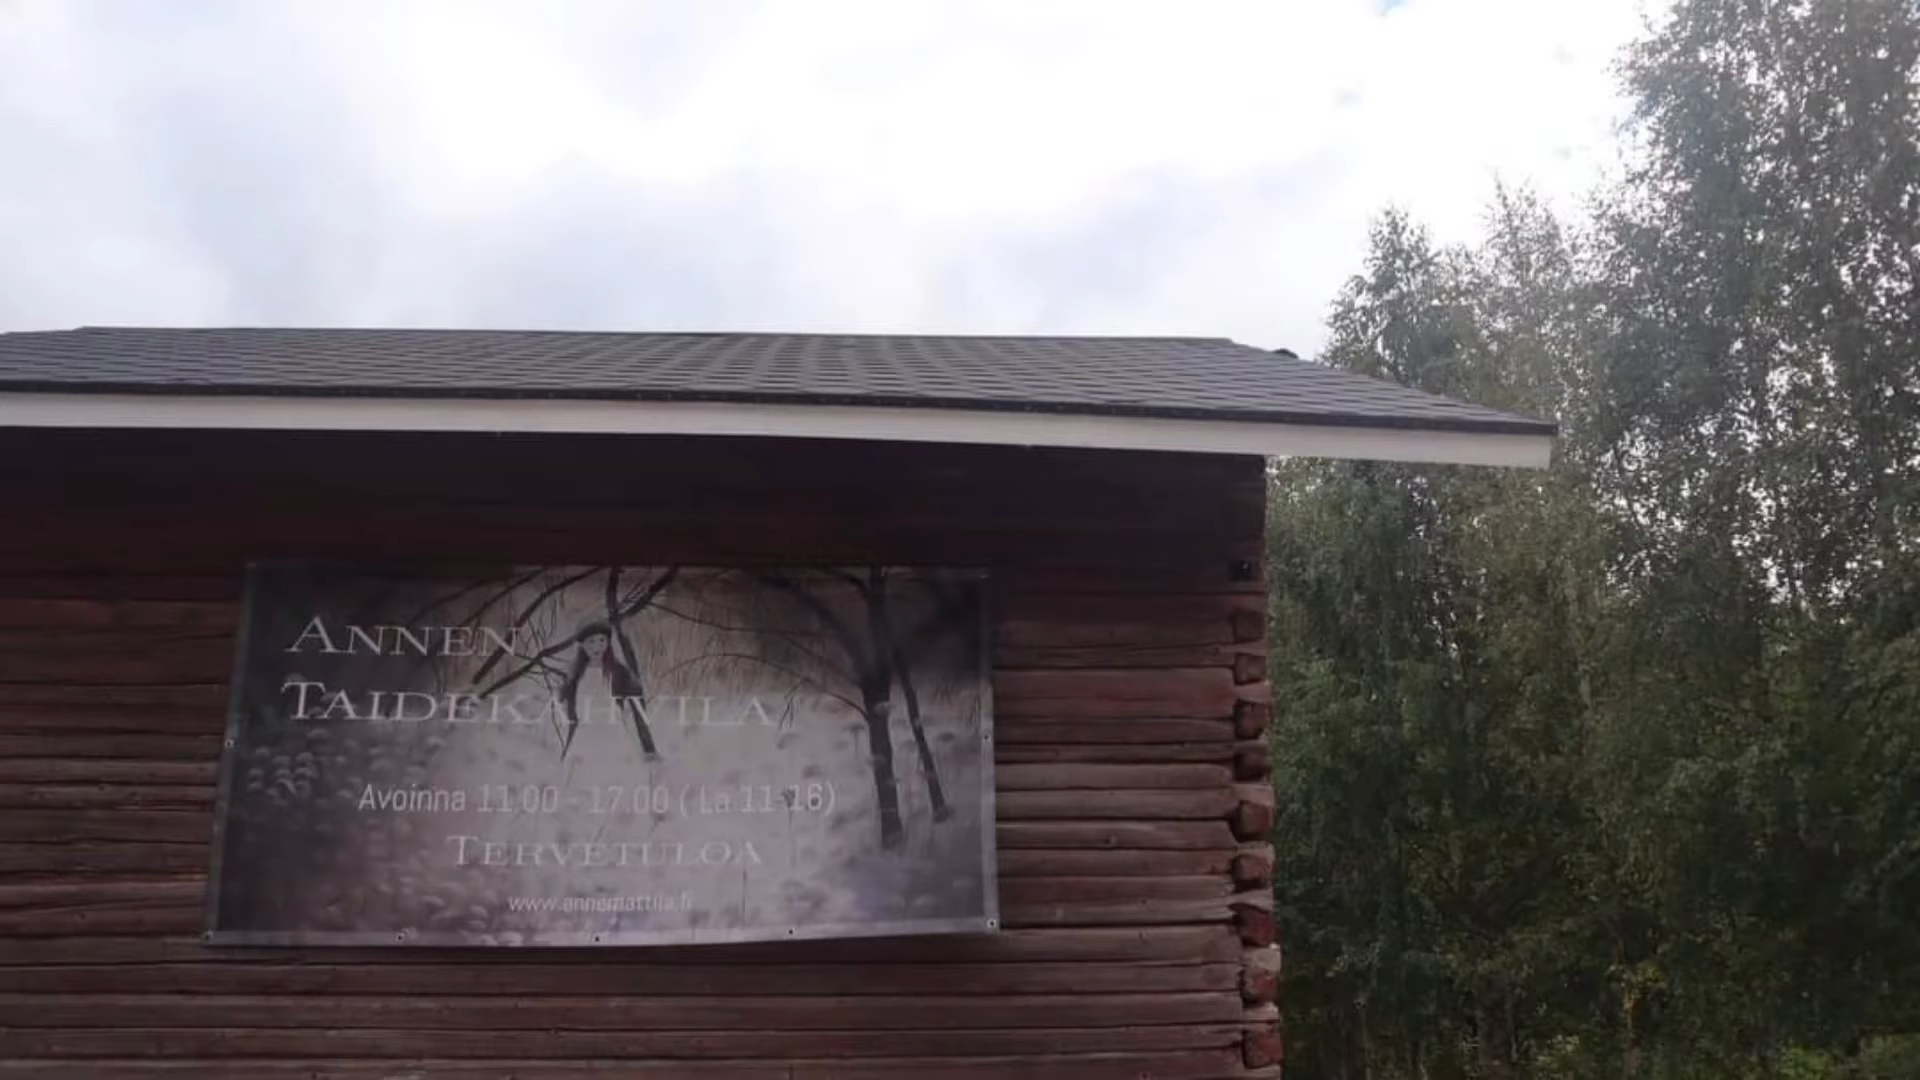 ANNEN
TAIDEKAHVILA
Avoinna 11.00 - 17.00 ( La 11-16)
TERVETULOA
www.annemattila.fi